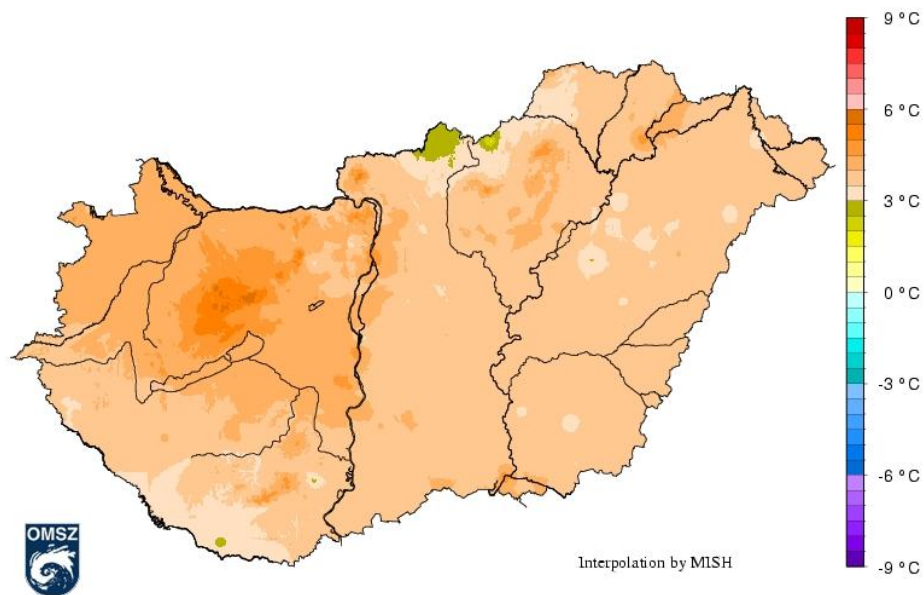 9 °C
6 °C
3 °C
0 °C
-3 °C
-6 °C
-9 °C
OMSZ
Interpolation by MISH